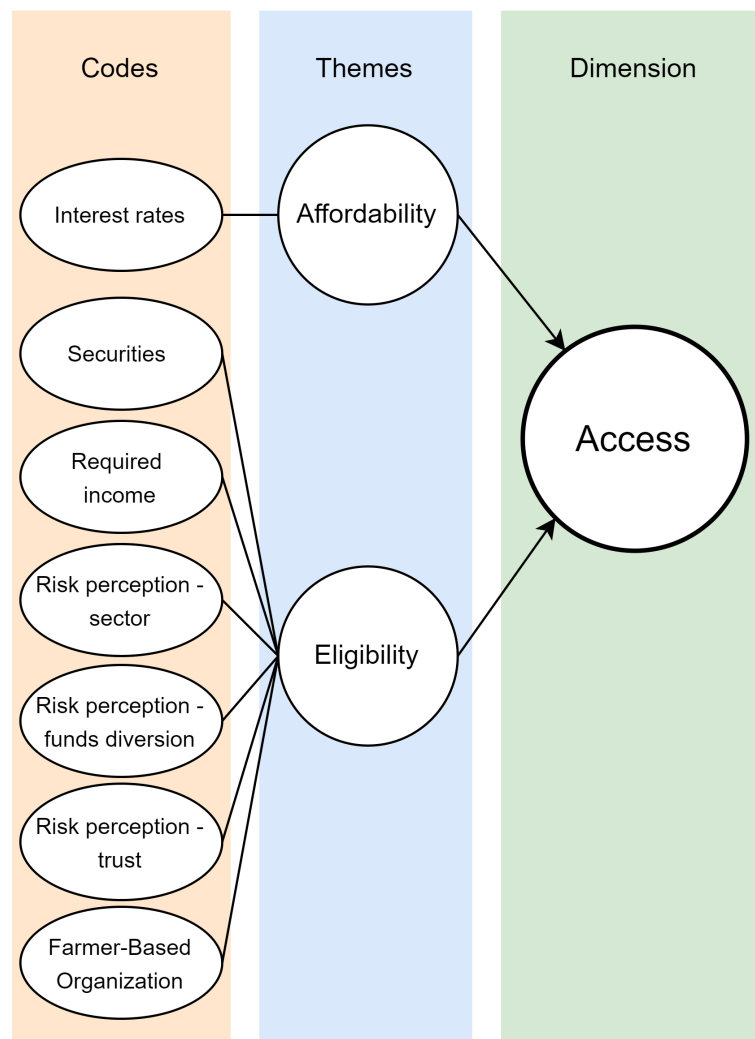 Codes
Themes
Dimension
Interest rates
Affordability
Securities
Access
Required
income
Risk perception -
sector
Eligibility
Risk perception -
funds diversion
Risk perception -
trust
Farmer-Based
Organization